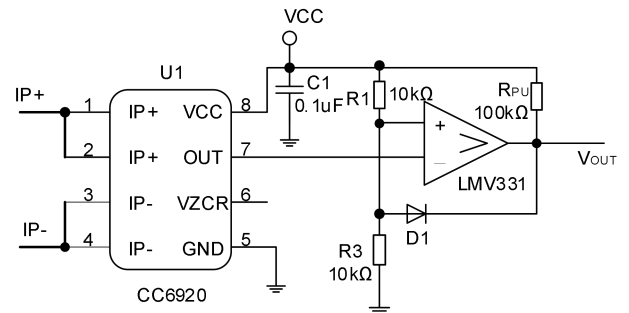 VCC
U1
IP+
1
IP+
VCC
8
C1
0.1uF
R1
10kΩ
RPU
100kΩ
2
IP+
OUT
7
+
−
>
LMV331
VOUT
3
IP-
VZCR
6
IP-
4
IP-
GND
5
D1
R3
10kΩ
CC6920